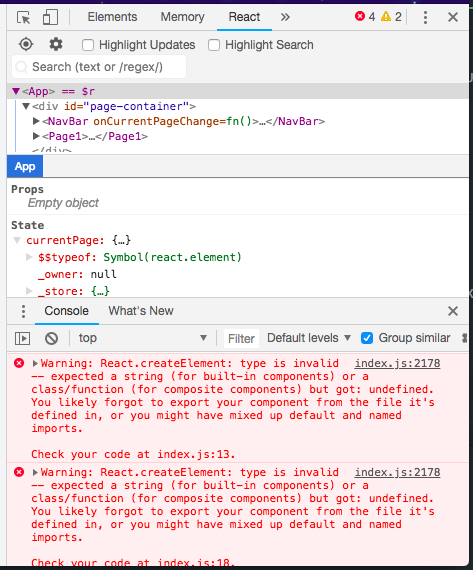 Elements Memory React » 4 2
Highlight Updates Highlight Search
Search (text or /regex/)
▼<App> == $r
▼<div id="page-container">
▶<NavBar onCurrentPageChange=fn()>…</NavBar>
▶<Page1>…</Page1>
</div>
App
Props
Empty object
State
▼ currentPage: {…}
▶ $$typeof: Symbol(react.element)
_owner: null
▶ _store: {…}
Console What's New
top ▼ Filter Default levels ▼ Group similar
▶Warning: React.createElement: type is invalid index.js:2178
-- expected a string (for built-in components) or a
class/function (for composite components) but got: undefined.
You likely forgot to export your component from the file it's
defined in, or you might have mixed up default and named
imports.
Check your code at index.js:13.
▶Warning: React.createElement: type is invalid index.js:2178
-- expected a string (for built-in components) or a
class/function (for composite components) but got: undefined.
You likely forgot to export your component from the file it's
defined in, or you might have mixed up default and named
imports.
Check your code at index.js:18.